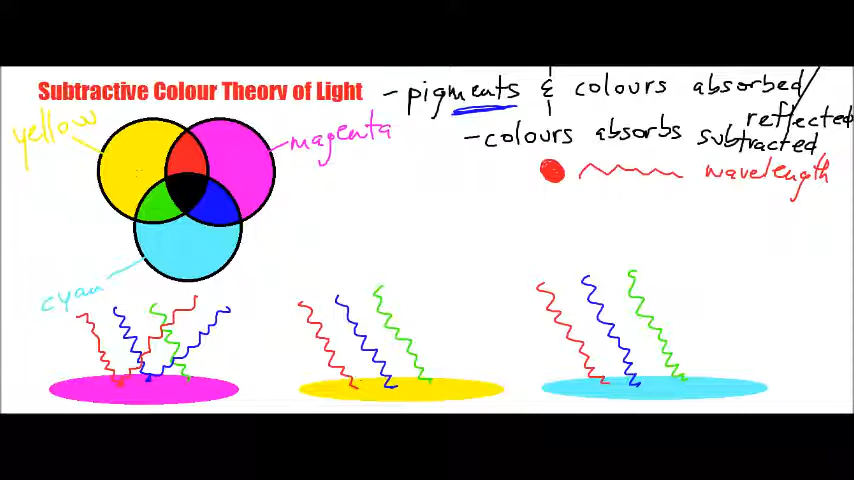 Subtractive Colour Theory of Light
- pigments & colours absorbed
reflected
- colours absorbs subtracted
wavelength
yellow
magenta
cyan